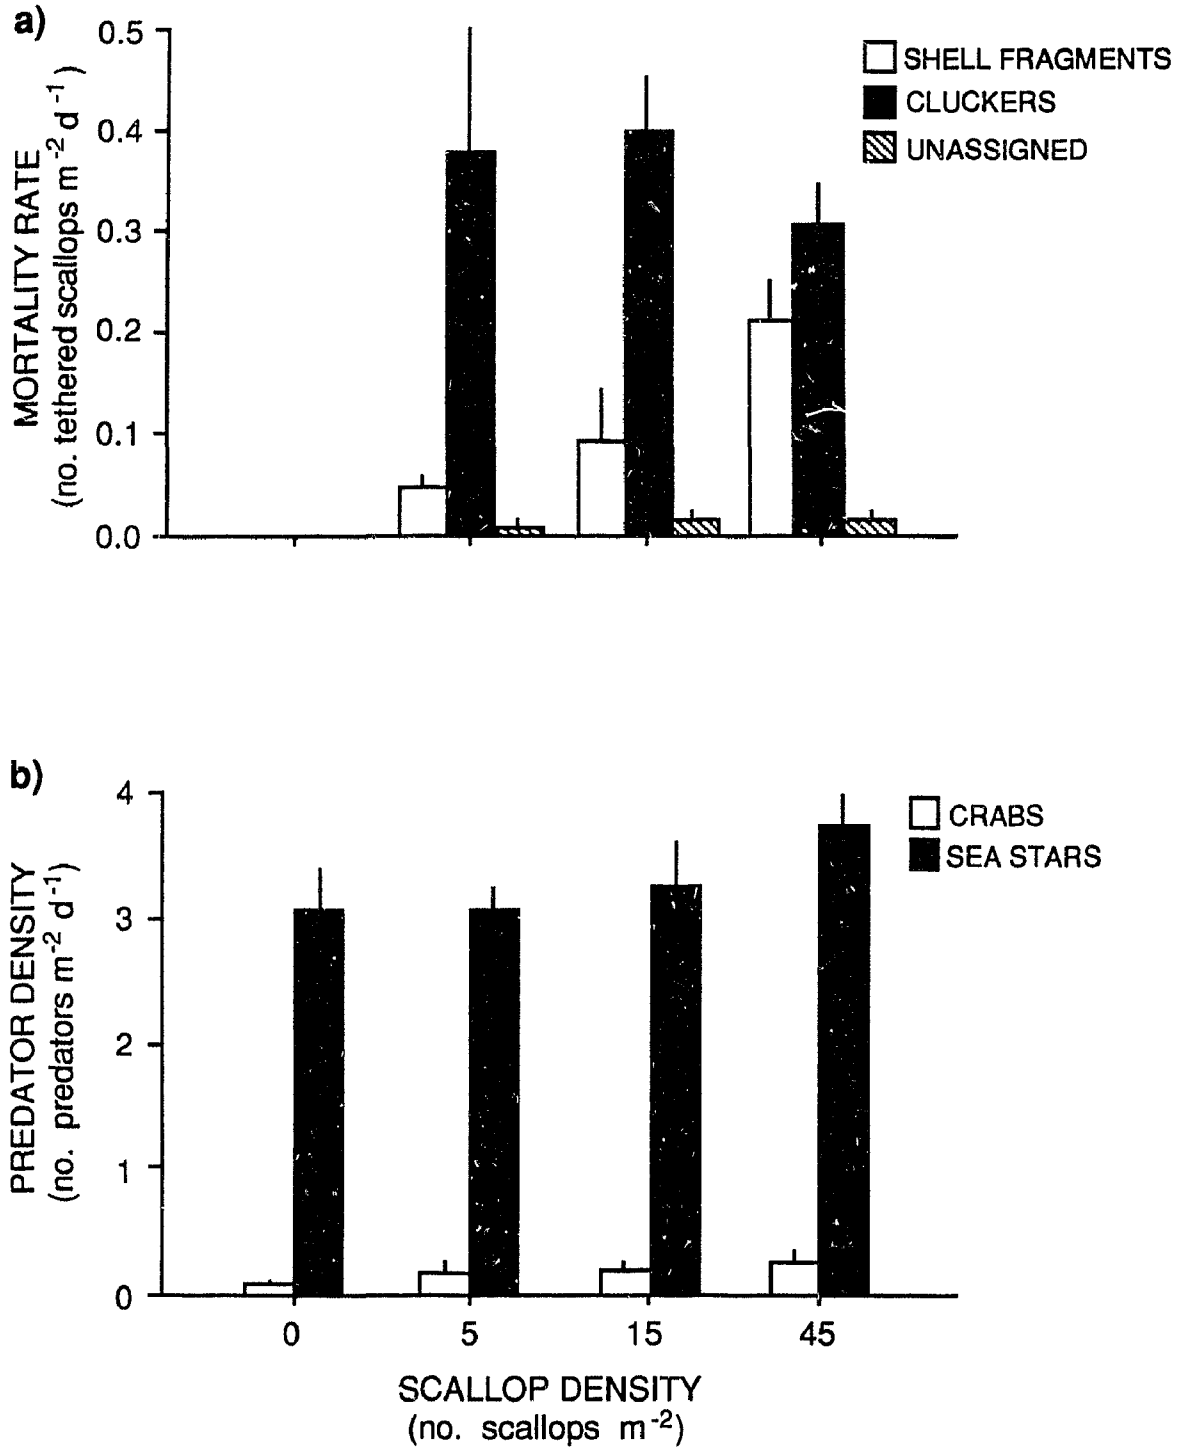 a)
MORTALITY RATE
(no. tethered scallops m-2 d-1)
0.5
0.4
0.3
0.2
0.1
0.0
SHELL FRAGMENTS
CLUCKERS
UNASSIGNED
b)
PREDATOR DENSITY
(no. predators m-2 d-1)
4
3
2
1
0
CRABS
SEA STARS
0 5 15 45
SCALLOP DENSITY
(no. scallops m-2)